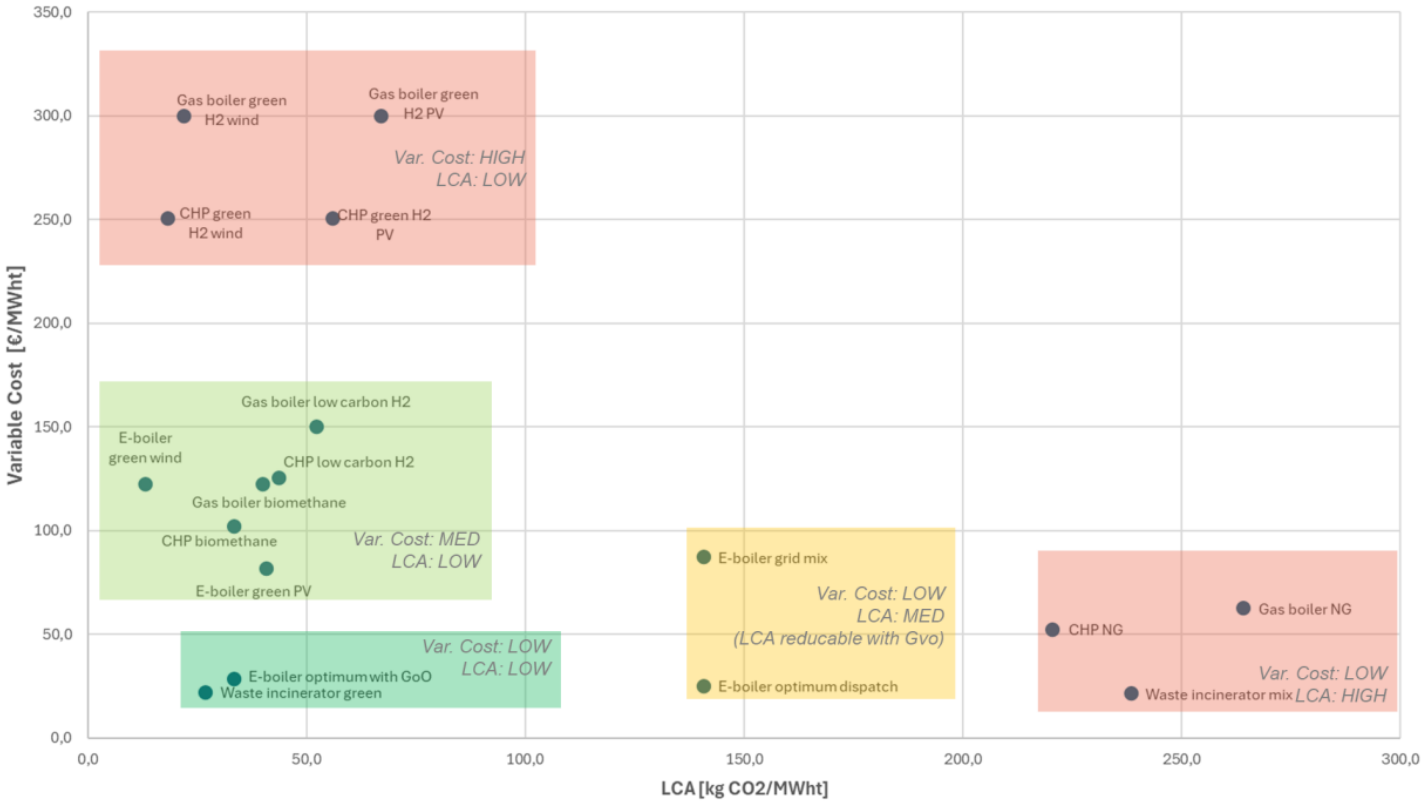 350,0
300,0
250,0
200,0
150,0
100,0
50,0
0,0
Variable Cost [€/MWht]
Gas boiler green
H2 wind
Gas boiler green
H2 PV
Var. Cost: HIGH
LCA: LOW
CHP green
H2 wind
CHP green H2
PV
Gas boiler low carbon H2
E-boiler
green wind
CHP low carbon H2
Gas boiler biomethane
CHP biomethane
Var. Cost: MED
LCA: LOW
E-boiler green PV
Var. Cost: LOW
LCA: LOW
E-boiler optimum with GoO
Waste incinerator green
E-boiler grid mix
Var. Cost: LOW
LCA: MED
(LCA reducable with Gvo)
E-boiler optimum dispatch
Gas boiler NG
CHP NG
Var. Cost: LOW
LCA: HIGH
Waste incinerator mix
0,0
50,0
100,0
150,0
200,0
250,0
300,0
LCA [kg CO2/MWht]